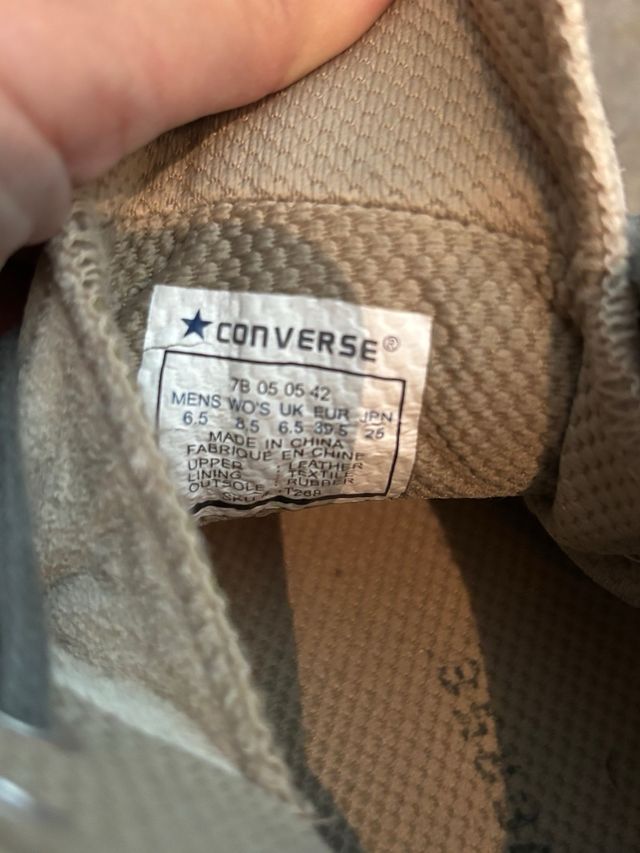 ★CONVERSE®
7B 05 05 42
MENS WO'S UK EUR JPN
6.5 8.5 6.5 39.5 25
MADE IN CHINA
FABRIQUE EN CHINE
UPPER : LEATHER
LINING : TEXTILE
OUTSOLE : RUBBER
SKU